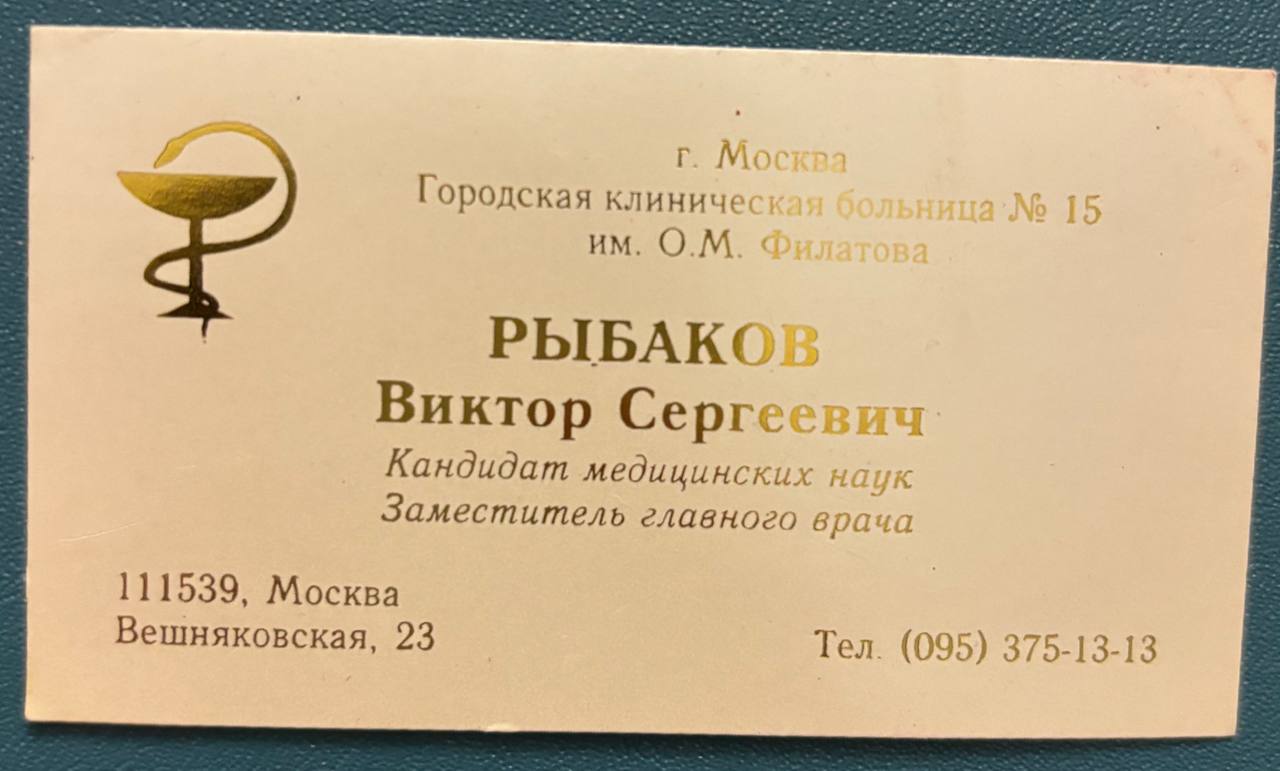 г. Москва
Городская клиническая больница № 15
им. О.М. Филатова
РЫБАКОВ
Виктор Сергеевич
Кандидат медицинских наук
Заместитель главного врача
111539, Москва
Вешняковская, 23
Тел. (095) 375-13-13